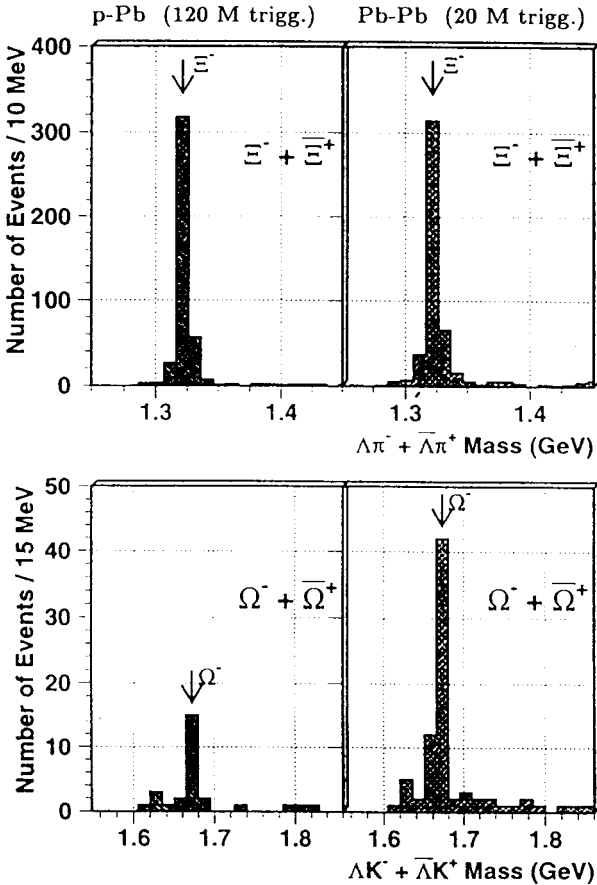 p-Pb (120 M trigg.)
Pb-Pb (20 M trigg.)
Number of Events / 10 MeV
400
300
200
100
0
Ξ⁻
Ξ⁻ + Ξ̅⁺
Ξ⁻
Ξ⁻ + Ξ̅⁺
1.3
1.4
1.3
1.4
Λπ⁻ + Λ̅π⁺ Mass (GeV)
Number of Events / 15 MeV
50
40
30
20
10
0
Ω⁻
Ω⁻ + Ω̅⁺
Ω⁻
Ω⁻ + Ω̅⁺
1.6
1.7
1.8
1.6
1.7
1.8
ΛK⁻ + Λ̅K⁺ Mass (GeV)